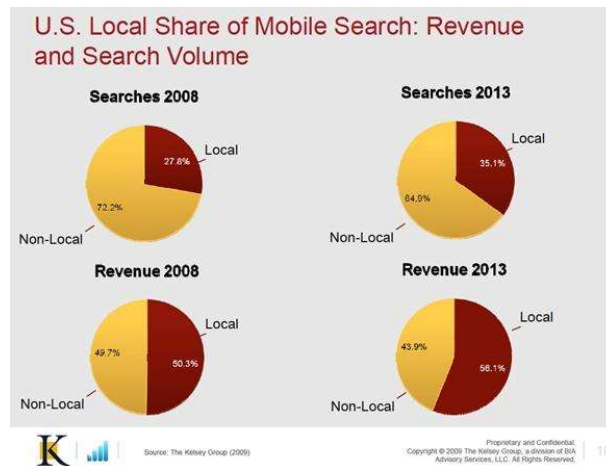 U.S. Local Share of Mobile Search: Revenue
and Search Volume
Searches 2008
Local
27.8%
72.2%
Non-Local
Searches 2013
Local
35.1%
64.9%
Non-Local
Revenue 2008
Local
49.7%
50.3%
Non-Local
Revenue 2013
Local
43.9%
56.1%
Non-Local
K
Source: The Kelsey Group (2009)
Proprietary and Confidential.
Copyright © 2009 The Kelsey Group, a division of BIA
Advisory Services, LLC. All Rights Reserved.